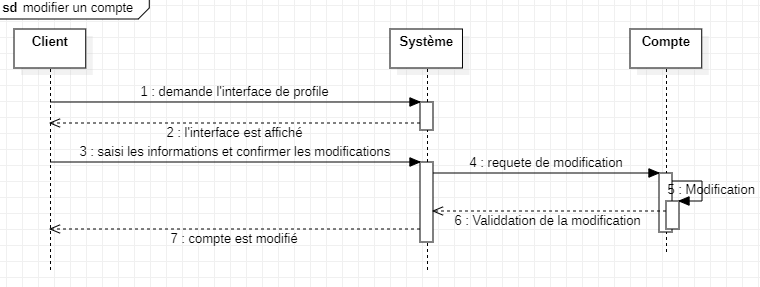 sd modifier un compte
Client
Système
Compte
1 : demande l'interface de profile
2 : l'interface est affiché
3 : saisi les informations et confirmer les modifications
4 : requete de modification
5 : Modification
6 : Validdation de la modification
7 : compte est modifié